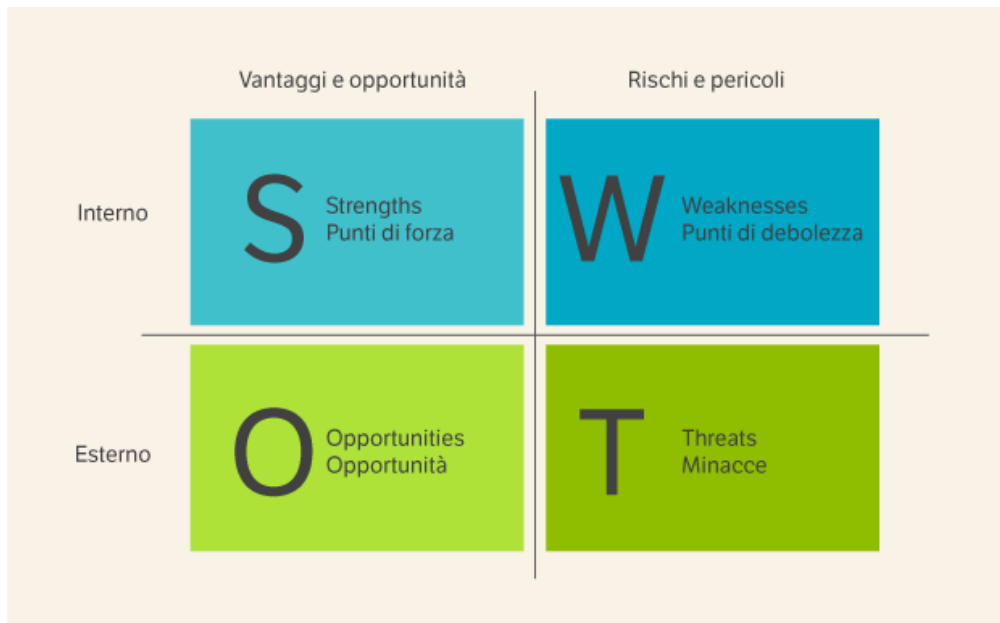 Vantaggi e opportunità
Rischi e pericoli
Interno
S
Strengths
Punti di forza
W
Weaknesses
Punti di debolezza
Esterno
O
Opportunities
Opportunità
T
Threats
Minacce